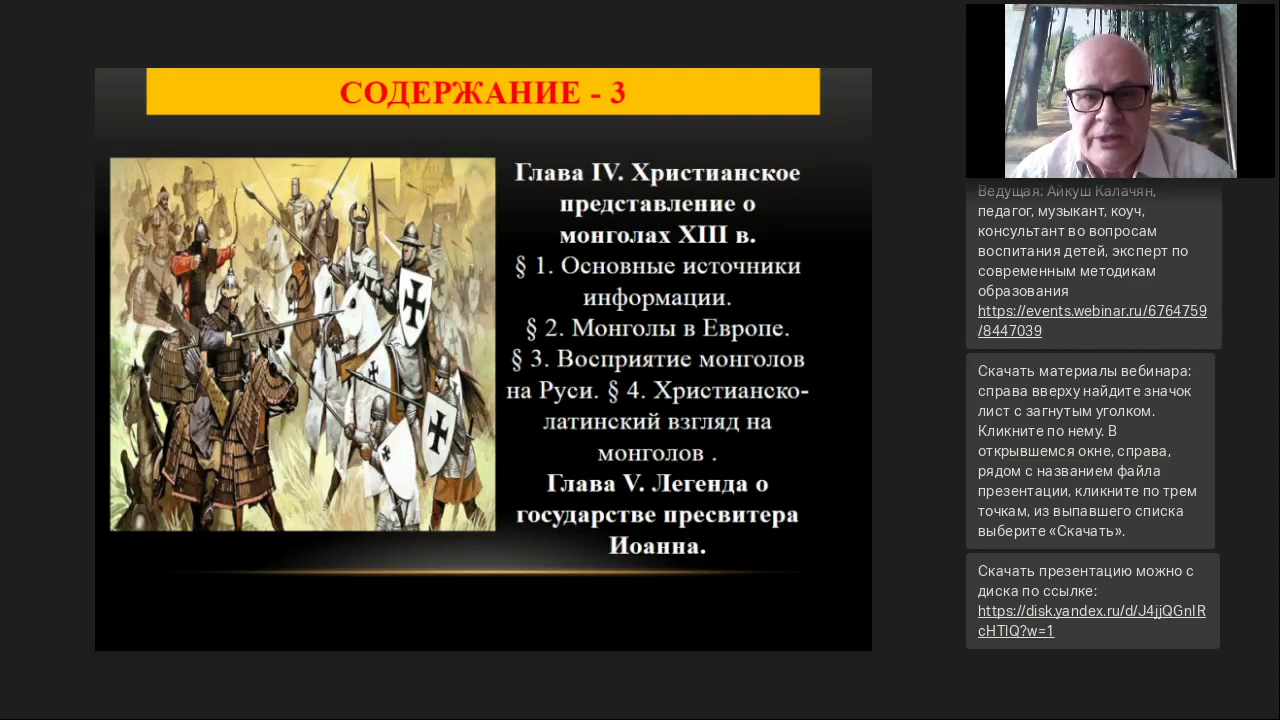 СОДЕРЖАНИЕ - 3
Глава IV. Христианское
представление о
монголах XIII в.
§ 1. Основные источники
информации.
§ 2. Монголы в Европе.
§ 3. Восприятие монголов
на Руси. § 4. Христианско-
латинский взгляд на
монголов .
Глава V. Легенда о
государстве пресвитера
Иоанна.
Ведущая: Айкуш Калачян,
педагог, музыкант, коуч,
консультант во вопросам
воспитания детей, эксперт по
современным методикам
образования
https://events.webinar.ru/6764759
/8447039
Скачать материалы вебинара:
справа вверху найдите значок
лист с загнутым уголком.
Кликните по нему. В
открывшемся окне, справа,
рядом с названием файла
презентации, кликните по трем
точкам, из выпавшего списка
выберите «Скачать».
Скачать презентацию можно с
диска по ссылке:
https://disk.yandex.ru/d/J4jjQGnIR
cHTlQ?w=1